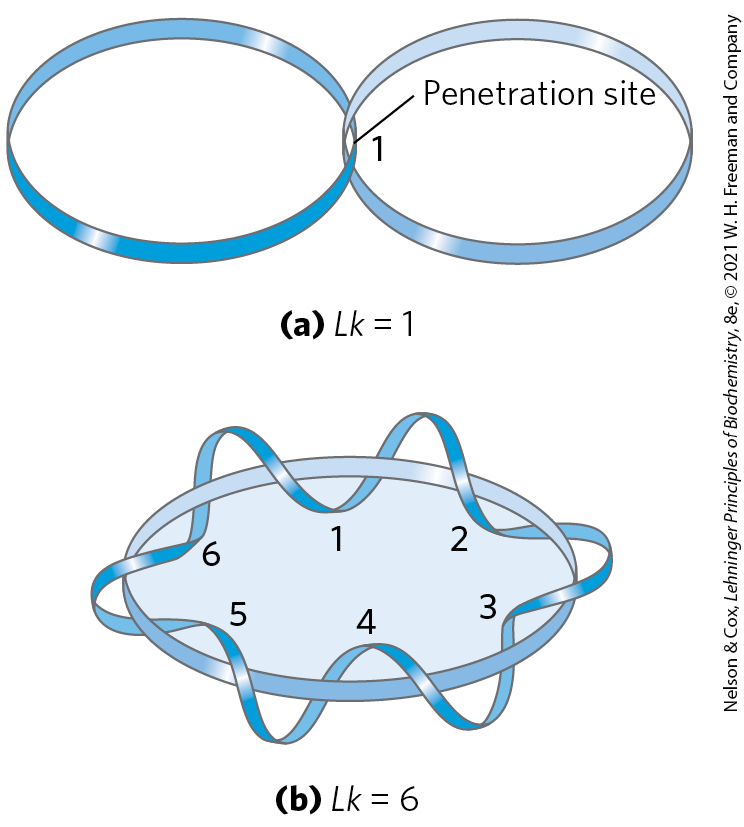 Penetration site
1
(a) Lk = 1
1
2
6
3
5
4
(b) Lk = 6
Nelson & Cox, Lehninger Principles of Biochemistry, 8e, © 2021 W. H. Freeman and Company